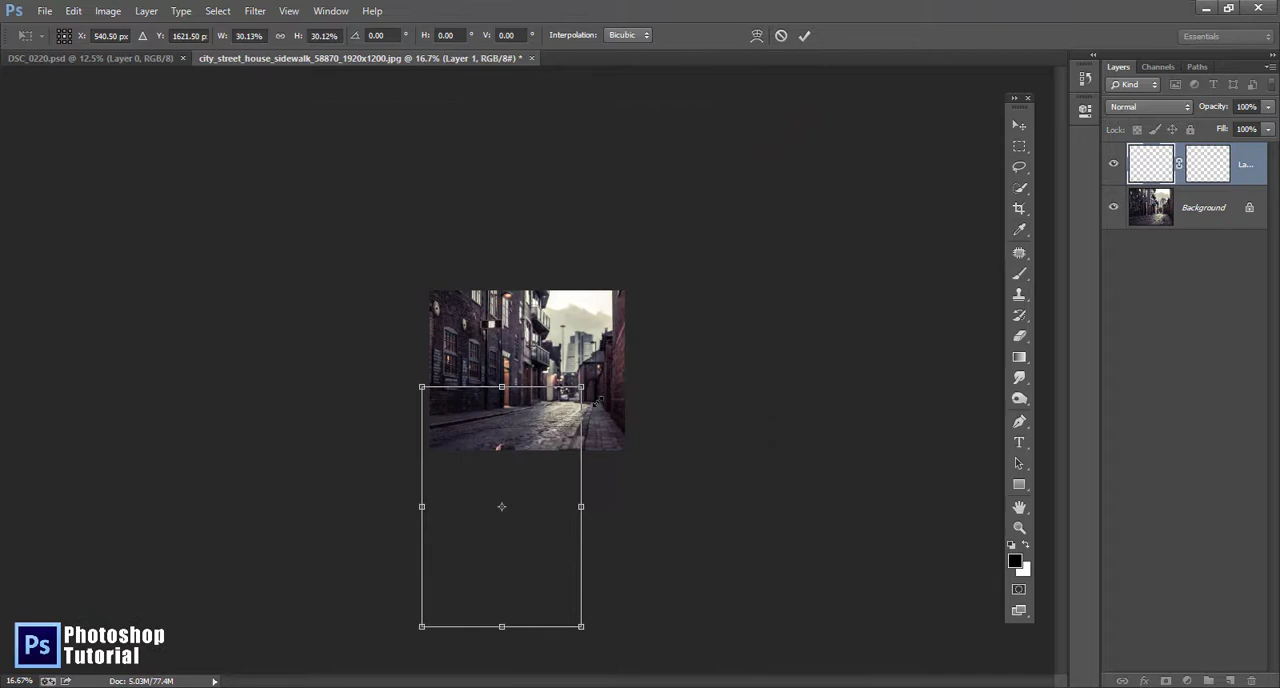 Ps File Edit Image Layer Type Select Filter View Window Help
X: 540.50 px Y: 1621.50 p W: 30.13% H: 30.12% 0.00 ° H: 0.00 ° V: 0.00 ° Interpolation: Bicubic Essentials
DSC_0220.psd @ 12.5% (Layer 0, RGB/8) × city_street_house_sidewalk_58870_1920x1200.jpg @ 16.7% (Layer 1, RGB/8#) * ×
Layers Channels Paths
Kind
Normal Opacity: 100%
Lock: Fill: 100%
La...
Background
Ps Photoshop
Tutorial
16.67% Doc: 5.03M/77.4M